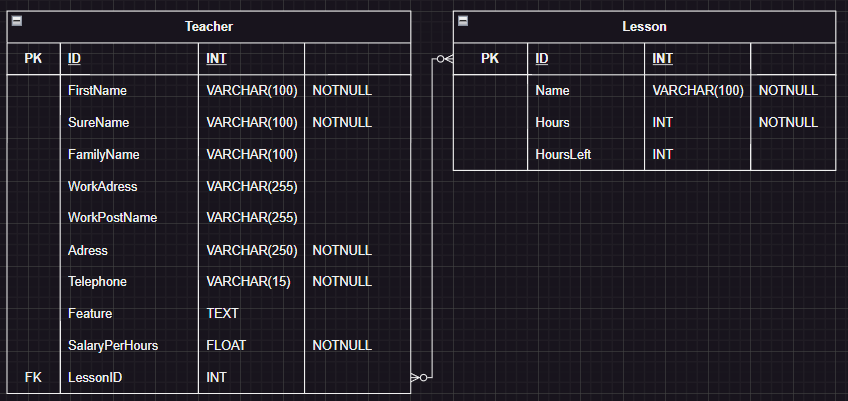 Teacher
PK ID INT
FirstName VARCHAR(100) NOTNULL
SureName VARCHAR(100) NOTNULL
FamilyName VARCHAR(100)
WorkAdress VARCHAR(255)
WorkPostName VARCHAR(255)
Adress VARCHAR(250) NOTNULL
Telephone VARCHAR(15) NOTNULL
Feature TEXT
SalaryPerHours FLOAT NOTNULL
FK LessonID INT
Lesson
PK ID INT
Name VARCHAR(100) NOTNULL
Hours INT NOTNULL
HoursLeft INT